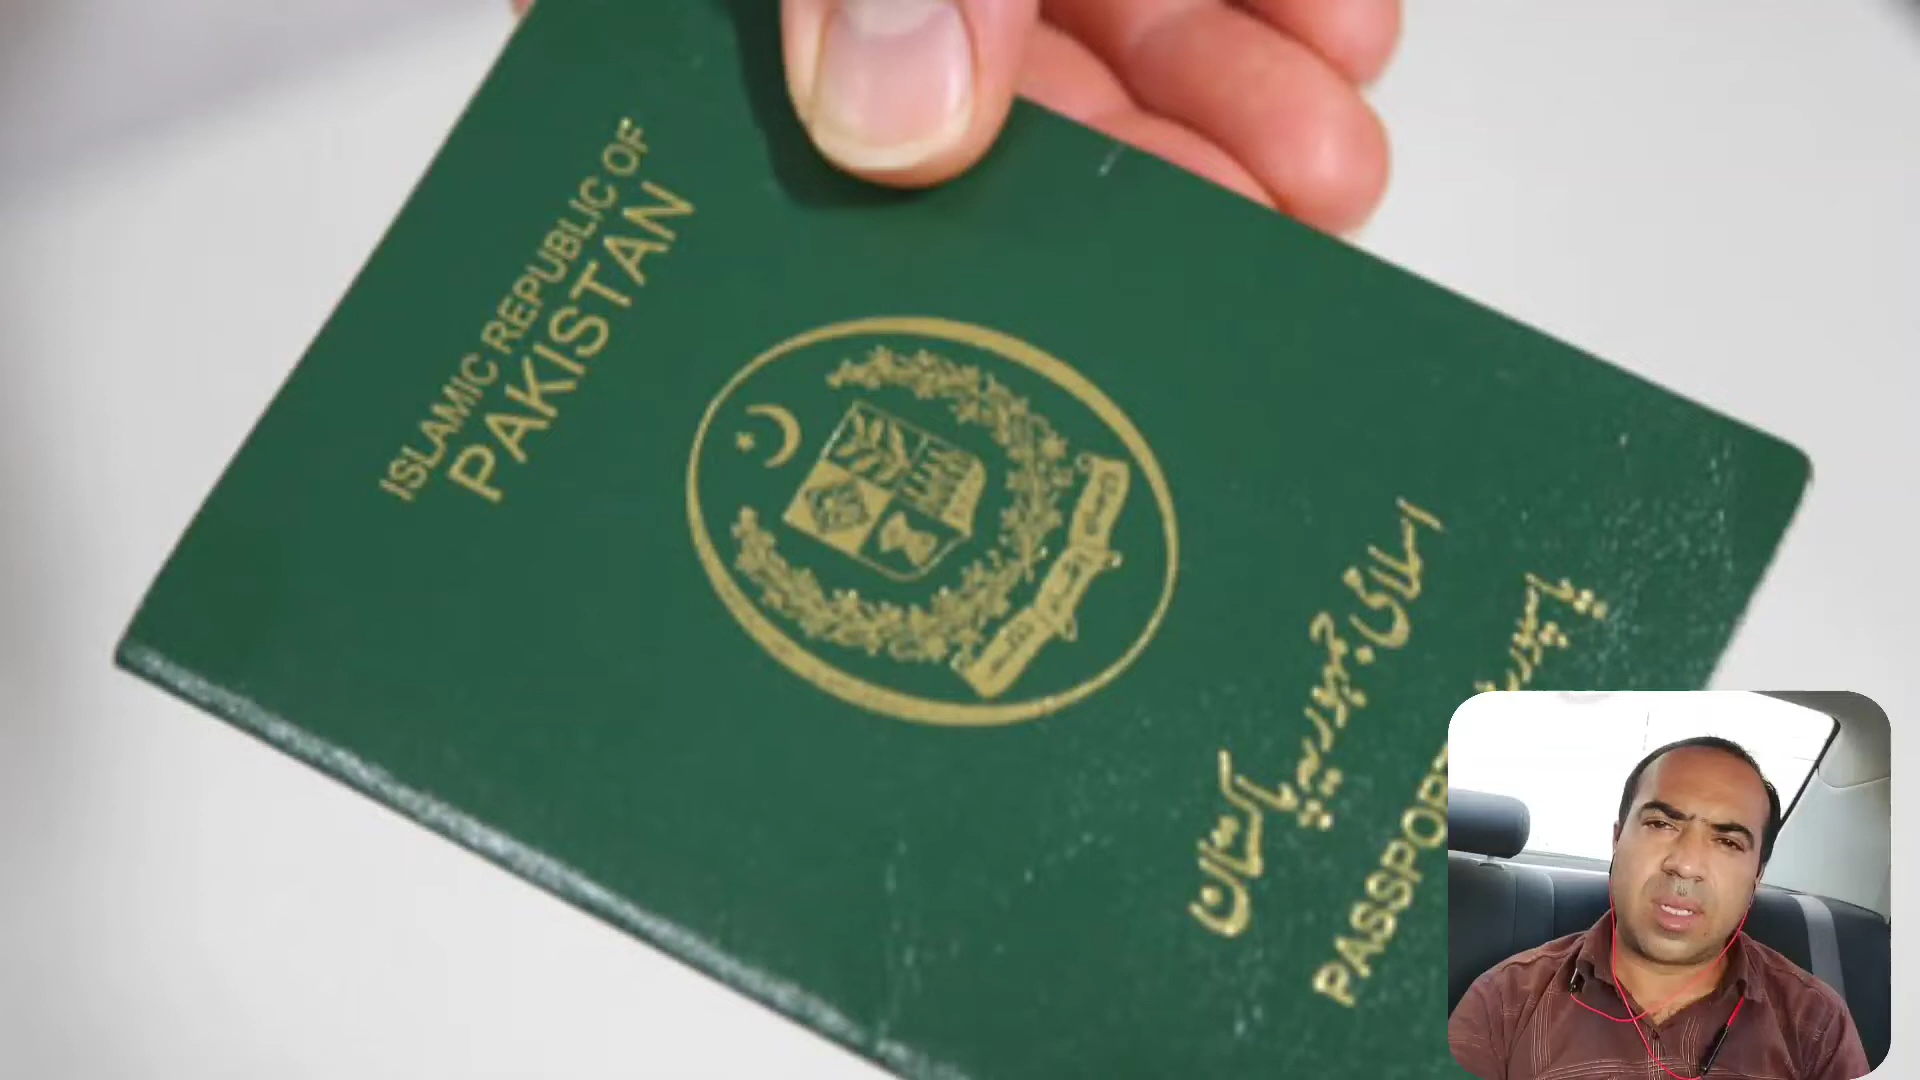 ISLAMIC REPUBLIC OF
PAKISTAN
اسلامی جمہوریہ پاکستان
PASSPORT